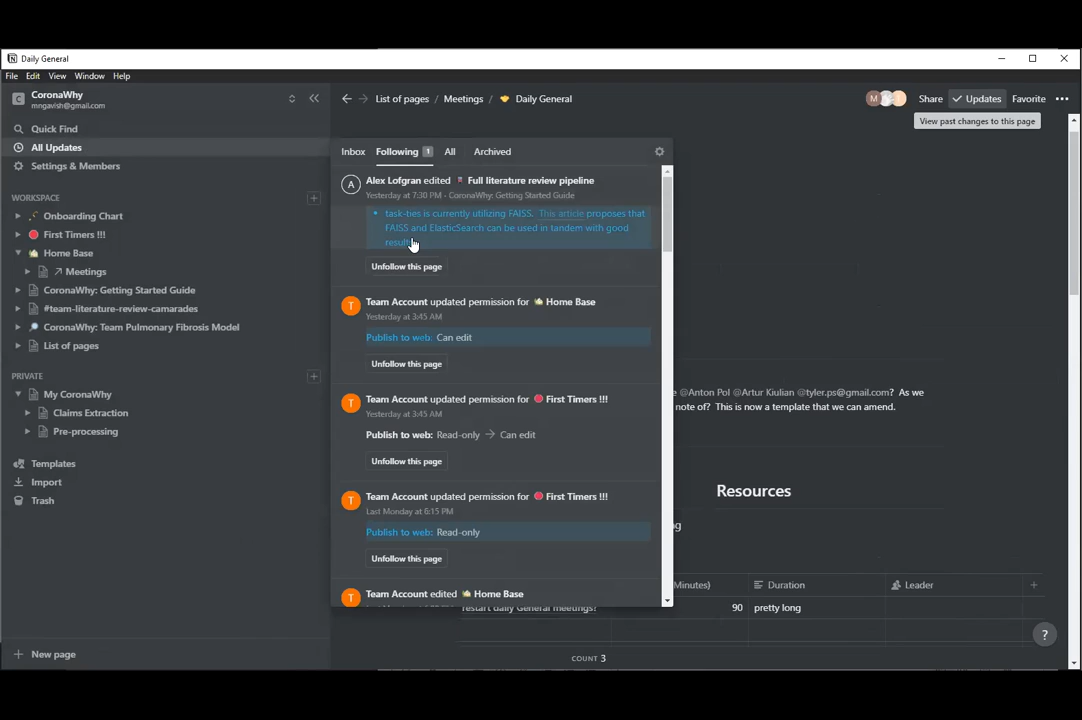 Daily General
File Edit View Window Help
C CoronaWhy
mngavish@gmail.com
Quick Find
All Updates
Settings & Members
WORKSPACE
Onboarding Chart
First Timers !!!
Home Base
Meetings
CoronaWhy: Getting Started Guide
#team-literature-review-camarades
CoronaWhy: Team Pulmonary Fibrosis Model
List of pages
PRIVATE
My CoronaWhy
Claims Extraction
Pre-processing
Templates
Import
Trash
New page
List of pages / Meetings / Daily General
M Share Updates Favorite
View past changes to this page
Inbox Following 1 All Archived
A Alex Lofgran edited Full literature review pipeline
Yesterday at 7:30 PM - CoronaWhy: Getting Started Guide
task-ties is currently utilizing FAISS. This article proposes that
FAISS and ElasticSearch can be used in tandem with good
Unfollow this page
T Team Account updated permission for Home Base
Yesterday at 3:45 AM
Publish to web: Can edit
Unfollow this page
T Team Account updated permission for First Timers !!!
Yesterday at 3:45 AM
Publish to web: Read-only → Can edit
Unfollow this page
T Team Account updated permission for First Timers !!!
Last Monday at 6:15 PM
Publish to web: Read-only
Unfollow this page
T Team Account edited Home Base
@Anton Pol @Artur Kiulian @tyler.ps@gmail.com? As we
note of? This is now a template that we can amend.
Resources
Minutes) Duration Leader
restart daily General meetings? 90 pretty long
COUNT 3
?